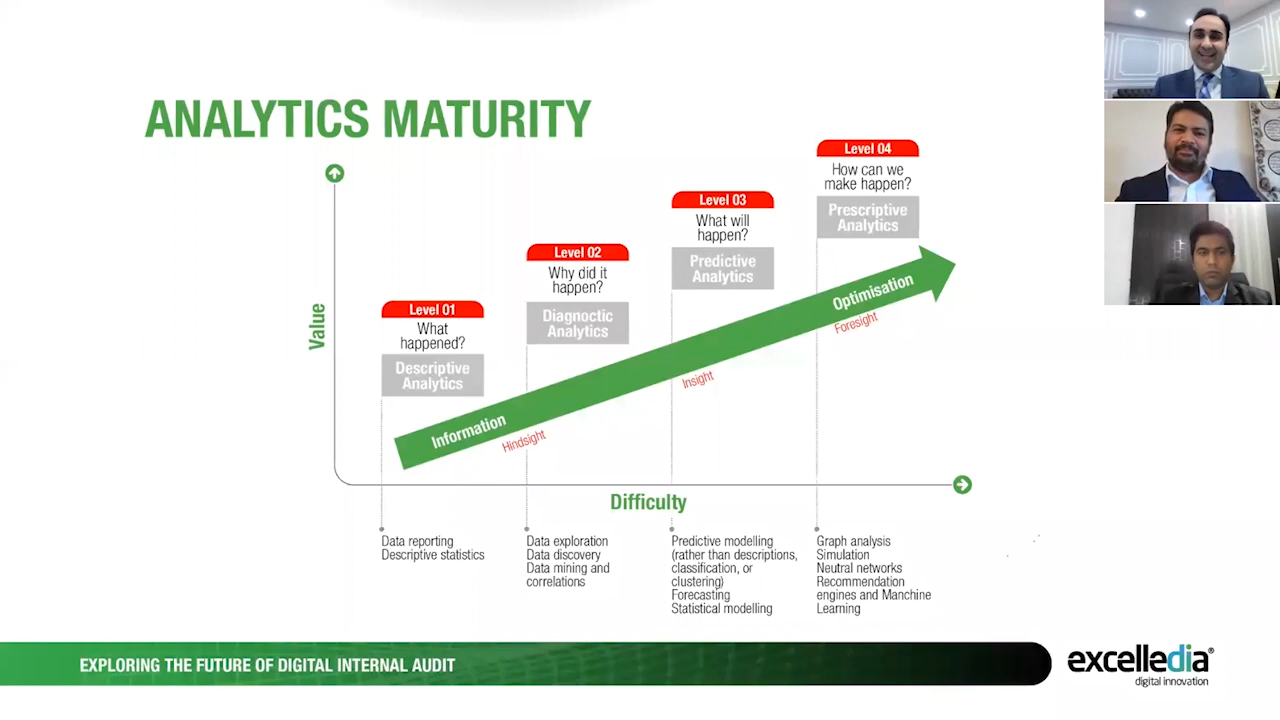 ANALYTICS MATURITY
Level 04
How can we
make happen?
Prescriptive
Analytics
Level 03
What will
happen?
Predictive
Analytics
Level 02
Why did it
happen?
Diagnoctic
Analytics
Level 01
What
happened?
Descriptive
Analytics
Value
Optimisation
Foresight
Insight
Information
Hindsight
Difficulty
Data reporting
Descriptive statistics
Data exploration
Data discovery
Data mining and
correlations
Predictive modelling
(rather than descriptions,
classification, or
clustering)
Forecasting
Statistical modelling
Graph analysis
Simulation
Neutral networks
Recommendation
engines and Manchine
Learning
EXPLORING THE FUTURE OF DIGITAL INTERNAL AUDIT
excelledia®
digital innovation